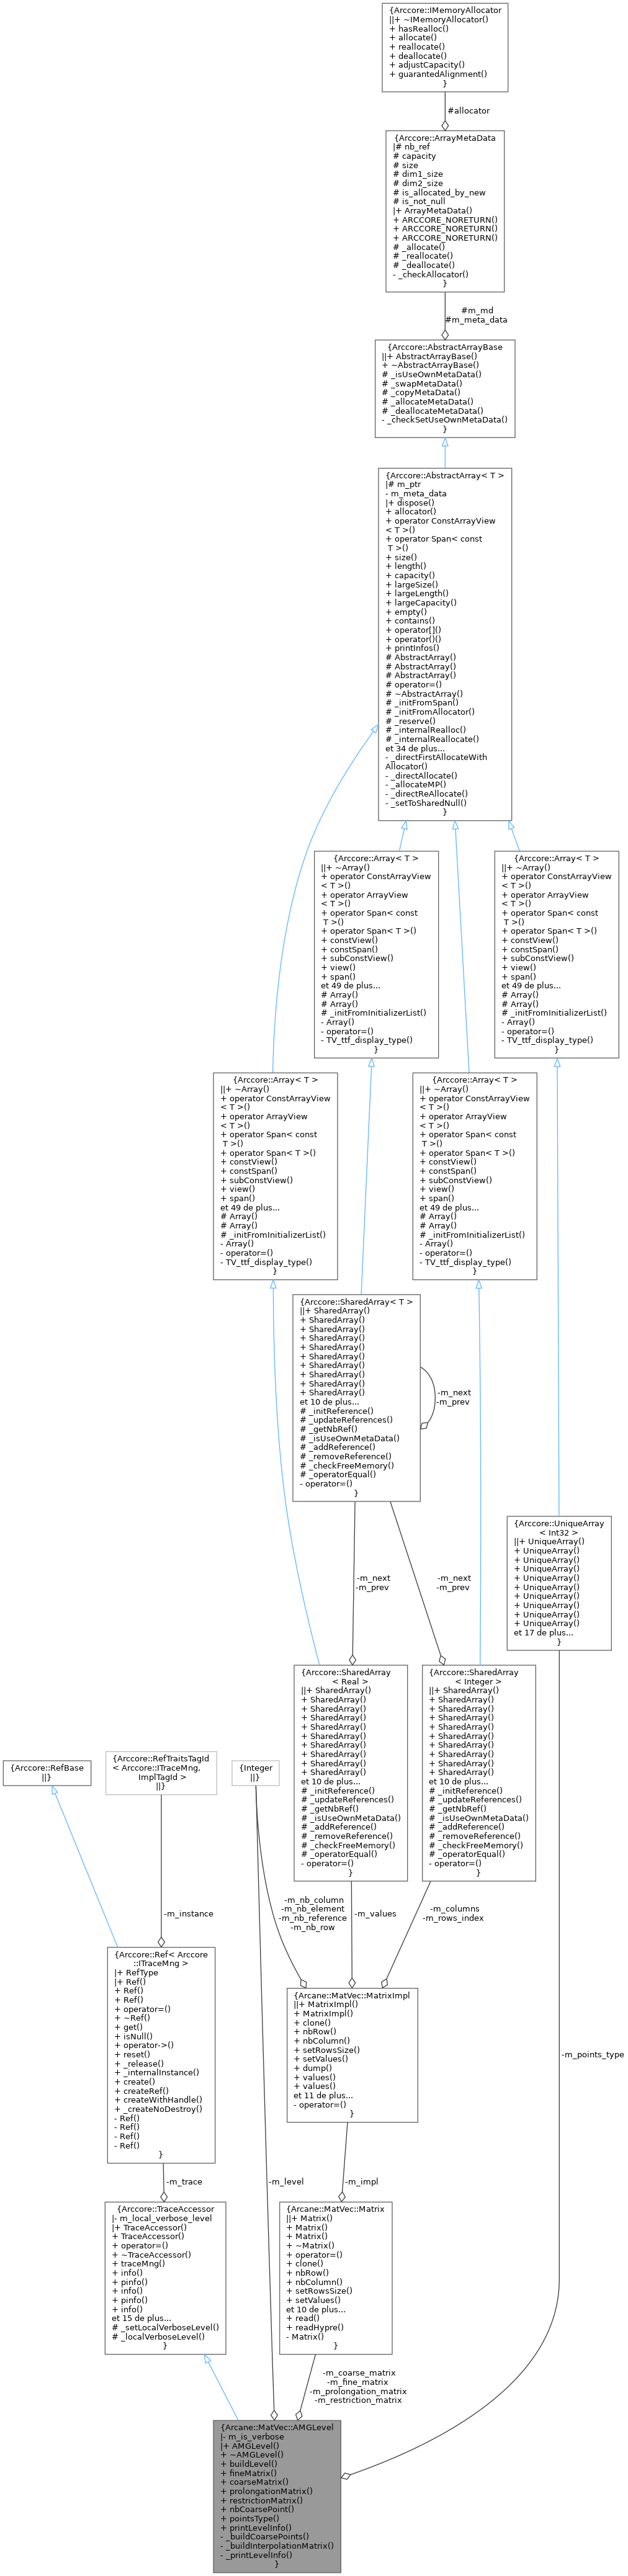 {Arccore::IMemoryAllocator
||+ ~IMemoryAllocator()
+ hasRealloc()
+ allocate()
+ reallocate()
+ deallocate()
+ adjustCapacity()
+ guarantedAlignment()
}
#allocator
{Arccore::ArrayMetaData
|# nb_ref
# capacity
# size
# dim1_size
# dim2_size
# is_allocated_by_new
# is_not_null
|+ ArrayMetaData()
+ ARCCORE_NORETURN()
+ ARCCORE_NORETURN()
+ ARCCORE_NORETURN()
# _allocate()
# _reallocate()
# _deallocate()
- _checkAllocator()
}
#m_md
#m_meta_data
{Arccore::AbstractArrayBase
||+ AbstractArrayBase()
+ ~AbstractArrayBase()
# _isUseOwnMetaData()
# _swapMetaData()
# _copyMetaData()
# _allocateMetaData()
# _deallocateMetaData()
- _checkSetUseOwnMetaData()
}
{Arccore::AbstractArray< T >
|# m_ptr
- m_meta_data
|+ dispose()
+ allocator()
+ operator ConstArrayView
< T >()
+ operator Span< const
T >()
+ size()
+ length()
+ capacity()
+ largeSize()
+ largeLength()
+ largeCapacity()
+ empty()
+ contains()
+ operator[]()
+ operator()()
+ printInfos()
# AbstractArray()
# AbstractArray()
# AbstractArray()
# operator=()
# ~AbstractArray()
# _initFromSpan()
# _initFromAllocator()
# _reserve()
# _internalRealloc()
# _internalReallocate()
et 34 de plus...
- _directFirstAllocateWith
Allocator()
- _directAllocate()
- _allocateMP()
- _directReAllocate()
- _setToSharedNull()
}
{Arccore::Array< T >
||+ ~Array()
+ operator ConstArrayView
< T >()
+ operator ArrayView
< T >()
+ operator Span< const
T >()
+ operator Span< T >()
+ constView()
+ constSpan()
+ subConstView()
+ view()
+ span()
et 49 de plus...
# Array()
# Array()
# _initFromInitializerList()
- Array()
- operator=()
- TV_ttf_display_type()
}
{Arccore::Array< T >
||+ ~Array()
+ operator ConstArrayView
< T >()
+ operator ArrayView
< T >()
+ operator Span< const
T >()
+ operator Span< T >()
+ constView()
+ constSpan()
+ subConstView()
+ view()
+ span()
et 49 de plus...
# Array()
# Array()
# _initFromInitializerList()
- Array()
- operator=()
- TV_ttf_display_type()
}
{Arccore::Array< T >
||+ ~Array()
+ operator ConstArrayView
< T >()
+ operator ArrayView
< T >()
+ operator Span< const
T >()
+ operator Span< T >()
+ constView()
+ constSpan()
+ subConstView()
+ view()
+ span()
et 49 de plus...
# Array()
# Array()
# _initFromInitializerList()
- Array()
- operator=()
- TV_ttf_display_type()
}
{Arccore::Array< T >
||+ ~Array()
+ operator ConstArrayView
< T >()
+ operator ArrayView
< T >()
+ operator Span< const
T >()
+ operator Span< T >()
+ constView()
+ constSpan()
+ subConstView()
+ view()
+ span()
et 49 de plus...
# Array()
# Array()
# _initFromInitializerList()
- Array()
- operator=()
- TV_ttf_display_type()
}
{Arccore::SharedArray< T >
||+ SharedArray()
+ SharedArray()
+ SharedArray()
+ SharedArray()
+ SharedArray()
+ SharedArray()
+ SharedArray()
+ SharedArray()
+ SharedArray()
+ SharedArray()
et 10 de plus...
# _initReference()
# _updateReferences()
# _getNbRef()
# _isUseOwnMetaData()
# _addReference()
# _removeReference()
# _checkFreeMemory()
# _operatorEqual()
- operator=()
}
-m_next
-m_prev
-m_next
-m_prev
-m_next
-m_prev
{Arccore::UniqueArray
< Int32 >
||+ UniqueArray()
+ UniqueArray()
+ UniqueArray()
+ UniqueArray()
+ UniqueArray()
+ UniqueArray()
+ UniqueArray()
+ UniqueArray()
+ UniqueArray()
+ UniqueArray()
et 17 de plus...
}
{Arccore::SharedArray
< Real >
||+ SharedArray()
+ SharedArray()
+ SharedArray()
+ SharedArray()
+ SharedArray()
+ SharedArray()
+ SharedArray()
+ SharedArray()
+ SharedArray()
+ SharedArray()
et 10 de plus...
# _initReference()
# _updateReferences()
# _getNbRef()
# _isUseOwnMetaData()
# _addReference()
# _removeReference()
# _checkFreeMemory()
# _operatorEqual()
- operator=()
}
{Arccore::SharedArray
< Integer >
||+ SharedArray()
+ SharedArray()
+ SharedArray()
+ SharedArray()
+ SharedArray()
+ SharedArray()
+ SharedArray()
+ SharedArray()
+ SharedArray()
+ SharedArray()
et 10 de plus...
# _initReference()
# _updateReferences()
# _getNbRef()
# _isUseOwnMetaData()
# _addReference()
# _removeReference()
# _checkFreeMemory()
# _operatorEqual()
- operator=()
}
{Arccore::RefBase
||}
{Arccore::RefTraitsTagId
< Arccore::ITraceMng,
ImplTagId >
||}
{Integer
||}
-m_instance
-m_nb_column
-m_nb_element
-m_nb_reference
-m_nb_row
-m_values
-m_columns
-m_rows_index
{Arccore::Ref< Arccore
::ITraceMng >
|+ RefType
|+ Ref()
+ Ref()
+ Ref()
+ operator=()
+ ~Ref()
+ get()
+ isNull()
+ operator->()
+ reset()
+ _release()
+ _internalInstance()
+ create()
+ createRef()
+ createWithHandle()
+ _createNoDestroy()
- Ref()
- Ref()
- Ref()
- Ref()
}
{Arcane::MatVec::MatrixImpl
||+ MatrixImpl()
+ MatrixImpl()
+ clone()
+ nbRow()
+ nbColumn()
+ setRowsSize()
+ setValues()
+ dump()
+ values()
+ values()
et 11 de plus...
- operator=()
}
-m_points_type
-m_trace
-m_level
-m_impl
{Arccore::TraceAccessor
|- m_local_verbose_level
|+ TraceAccessor()
+ TraceAccessor()
+ operator=()
+ ~TraceAccessor()
+ traceMng()
+ info()
+ pinfo()
+ info()
+ pinfo()
+ info()
et 15 de plus...
# _setLocalVerboseLevel()
# _localVerboseLevel()
}
{Arcane::MatVec::Matrix
||+ Matrix()
+ Matrix()
+ Matrix()
+ ~Matrix()
+ operator=()
+ clone()
+ nbRow()
+ nbColumn()
+ setRowsSize()
+ setValues()
et 10 de plus...
+ read()
+ readHypre()
- Matrix()
}
-m_coarse_matrix
-m_fine_matrix
-m_prolongation_matrix
-m_restriction_matrix
{Arcane::MatVec::AMGLevel
|- m_is_verbose
|+ AMGLevel()
+ ~AMGLevel()
+ buildLevel()
+ fineMatrix()
+ coarseMatrix()
+ prolongationMatrix()
+ restrictionMatrix()
+ nbCoarsePoint()
+ pointsType()
+ printLevelInfo()
- _buildCoarsePoints()
- _buildInterpolationMatrix()
- _printLevelInfo()
}